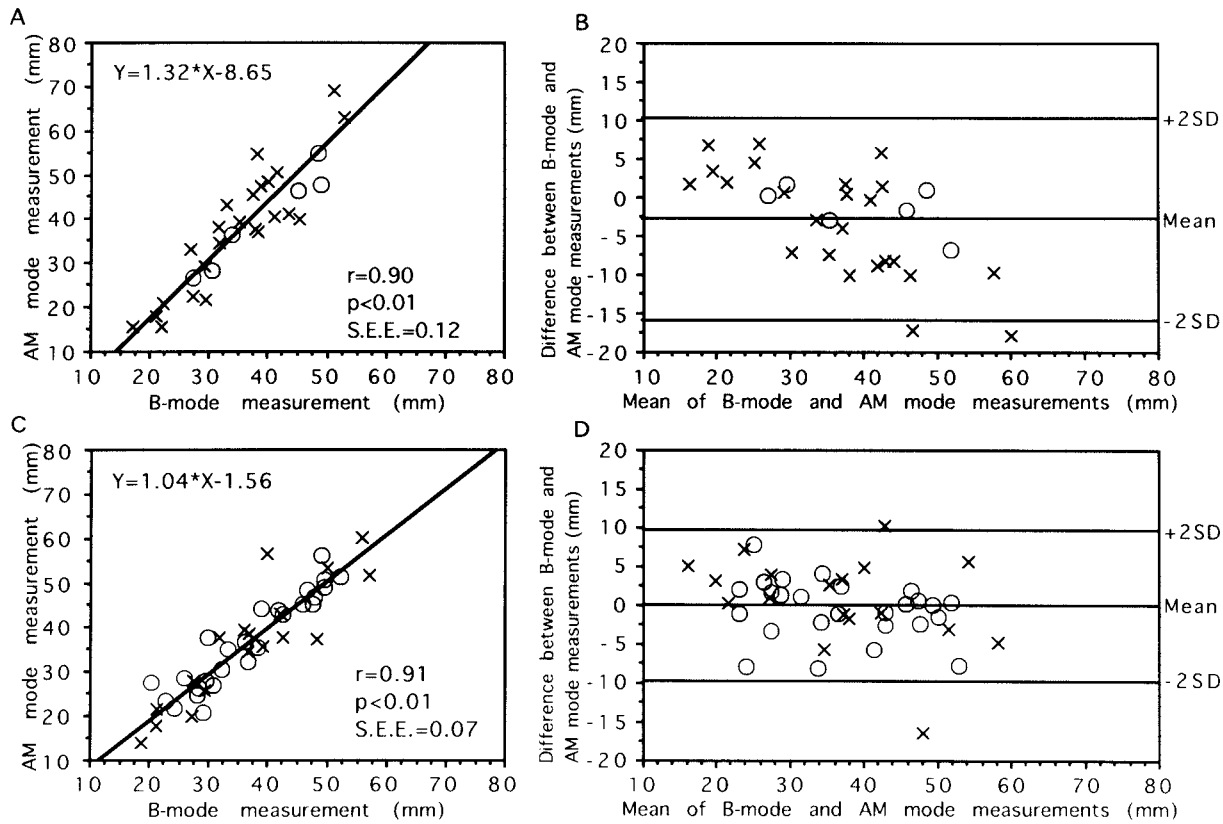 A
80
70
60
50
40
30
20
10
AM mode measurement (mm)
Y=1.32*X-8.65
r=0.90
p<0.01
S.E.E.=0.12
10 20 30 40 50 60 70 80
B-mode measurement (mm)
B
20
15
10
5
0
-5
-10
-15
-20
Difference between B-mode and
AM mode measurements (mm)
+2SD
Mean
-2SD
10 20 30 40 50 60 70 80
Mean of B-mode and AM mode measurements (mm)
C
80
70
60
50
40
30
20
10
AM mode measurement (mm)
Y=1.04*X-1.56
r=0.91
p<0.01
S.E.E.=0.07
10 20 30 40 50 60 70 80
B-mode measurement (mm)
D
20
15
10
5
0
-5
-10
-15
-20
Difference between B-mode and
AM mode measurements (mm)
+2SD
Mean
-2SD
10 20 30 40 50 60 70 80
Mean of B-mode and AM mode measurements (mm)